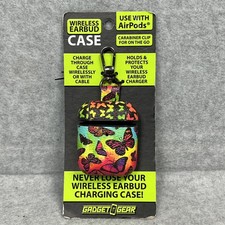 WIRELESS
EARBUD
CASE
USE WITH
AirPods®
CARABINER CLIP
FOR ON THE GO
CHARGE
THROUGH
CASE
WIRELESSLY
OR WITH
CABLE
HOLDS &
PROTECTS
YOUR
WIRELESS
EARBUD
CHARGER
NEVER LOSE YOUR
WIRELESS EARBUD
CHARGING CASE!
GADGET GEAR